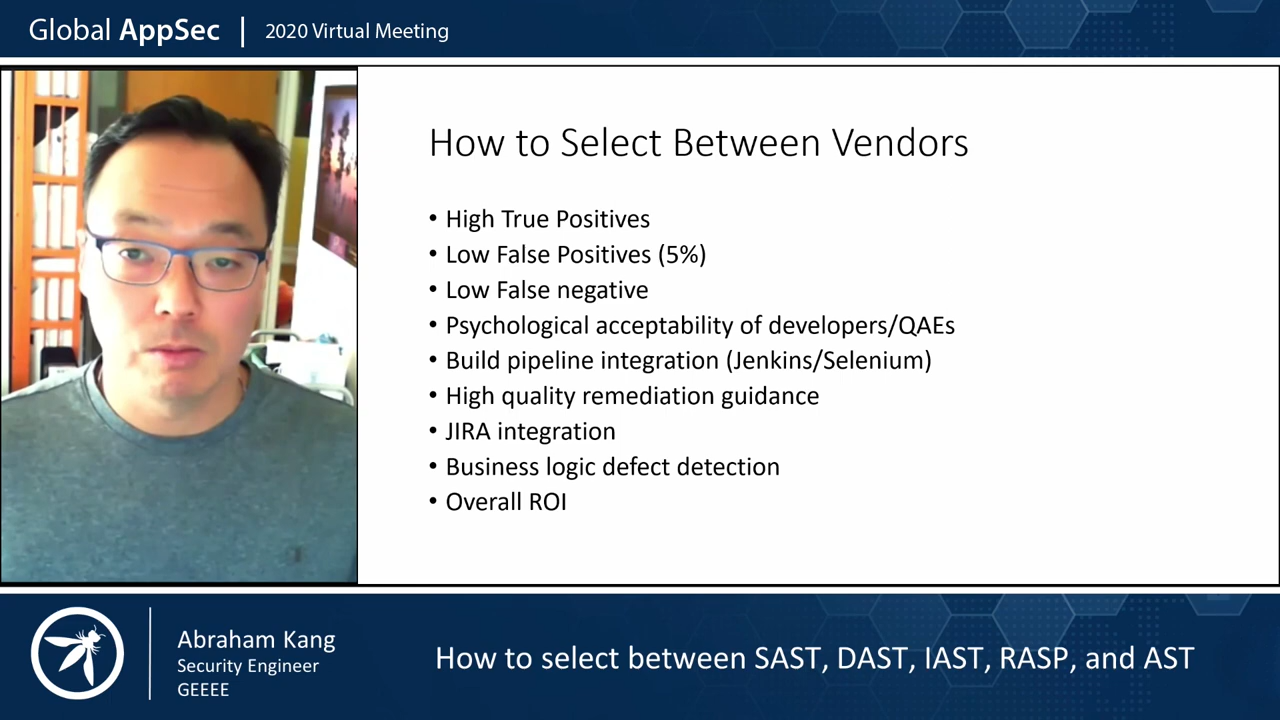 Global AppSec | 2020 Virtual Meeting
How to Select Between Vendors
• High True Positives
• Low False Positives (5%)
• Low False negative
• Psychological acceptability of developers/QAEs
• Build pipeline integration (Jenkins/Selenium)
• High quality remediation guidance
• JIRA integration
• Business logic defect detection
• Overall ROI
Abraham Kang
Security Engineer
GEEEE
How to select between SAST, DAST, IAST, RASP, and AST